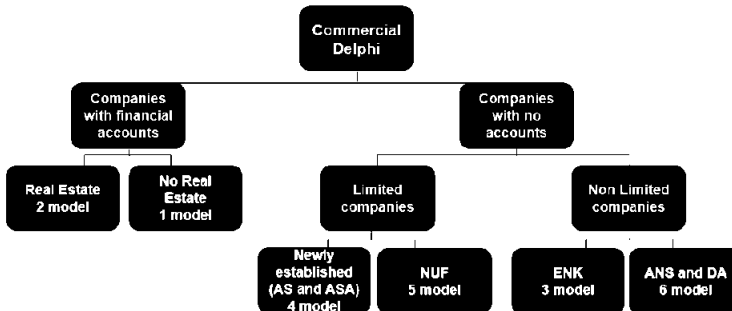 Commercial
Delphi
Companies
with financial
accounts
Companies
with no
accounts
Real Estate
2 model
No Real
Estate
1 model
Limited
companies
Non Limited
companies
Newly
established
(AS and ASA)
4 model
NUF
5 model
ENK
3 model
ANS and DA
6 model